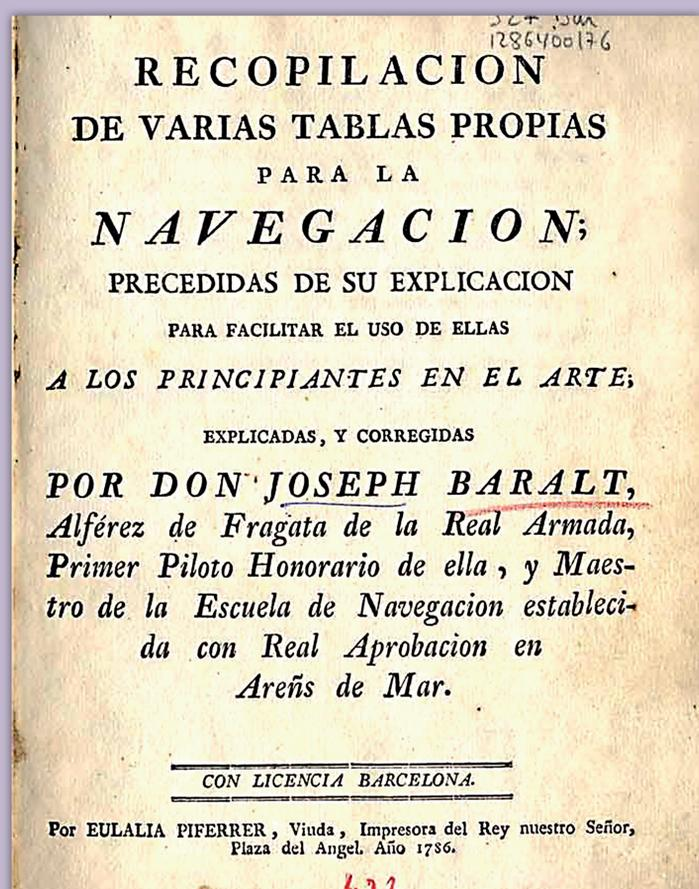 1286400176
RECOPILACION
DE VARIAS TABLAS PROPIAS
PARA LA
NAVEGACION;
PRECEDIDAS DE SU EXPLICACION
PARA FACILITAR EL USO DE ELLAS
A LOS PRINCIPIANTES EN EL ARTE;
EXPLICADAS, Y CORREGIDAS
POR DON JOSEPH BARALT,
Alférez de Fragata de la Real Armada,
Primer Piloto Honorario de ella, y Maes-
tro de la Escuela de Navegacion estableci-
da con Real Aprobacion en
Areñs de Mar.
CON LICENCIA BARCELONA.
Por EULALIA PIFERRER, Viuda, Impresora del Rey nuestro Señor,
Plaza del Angel. Año 1786.